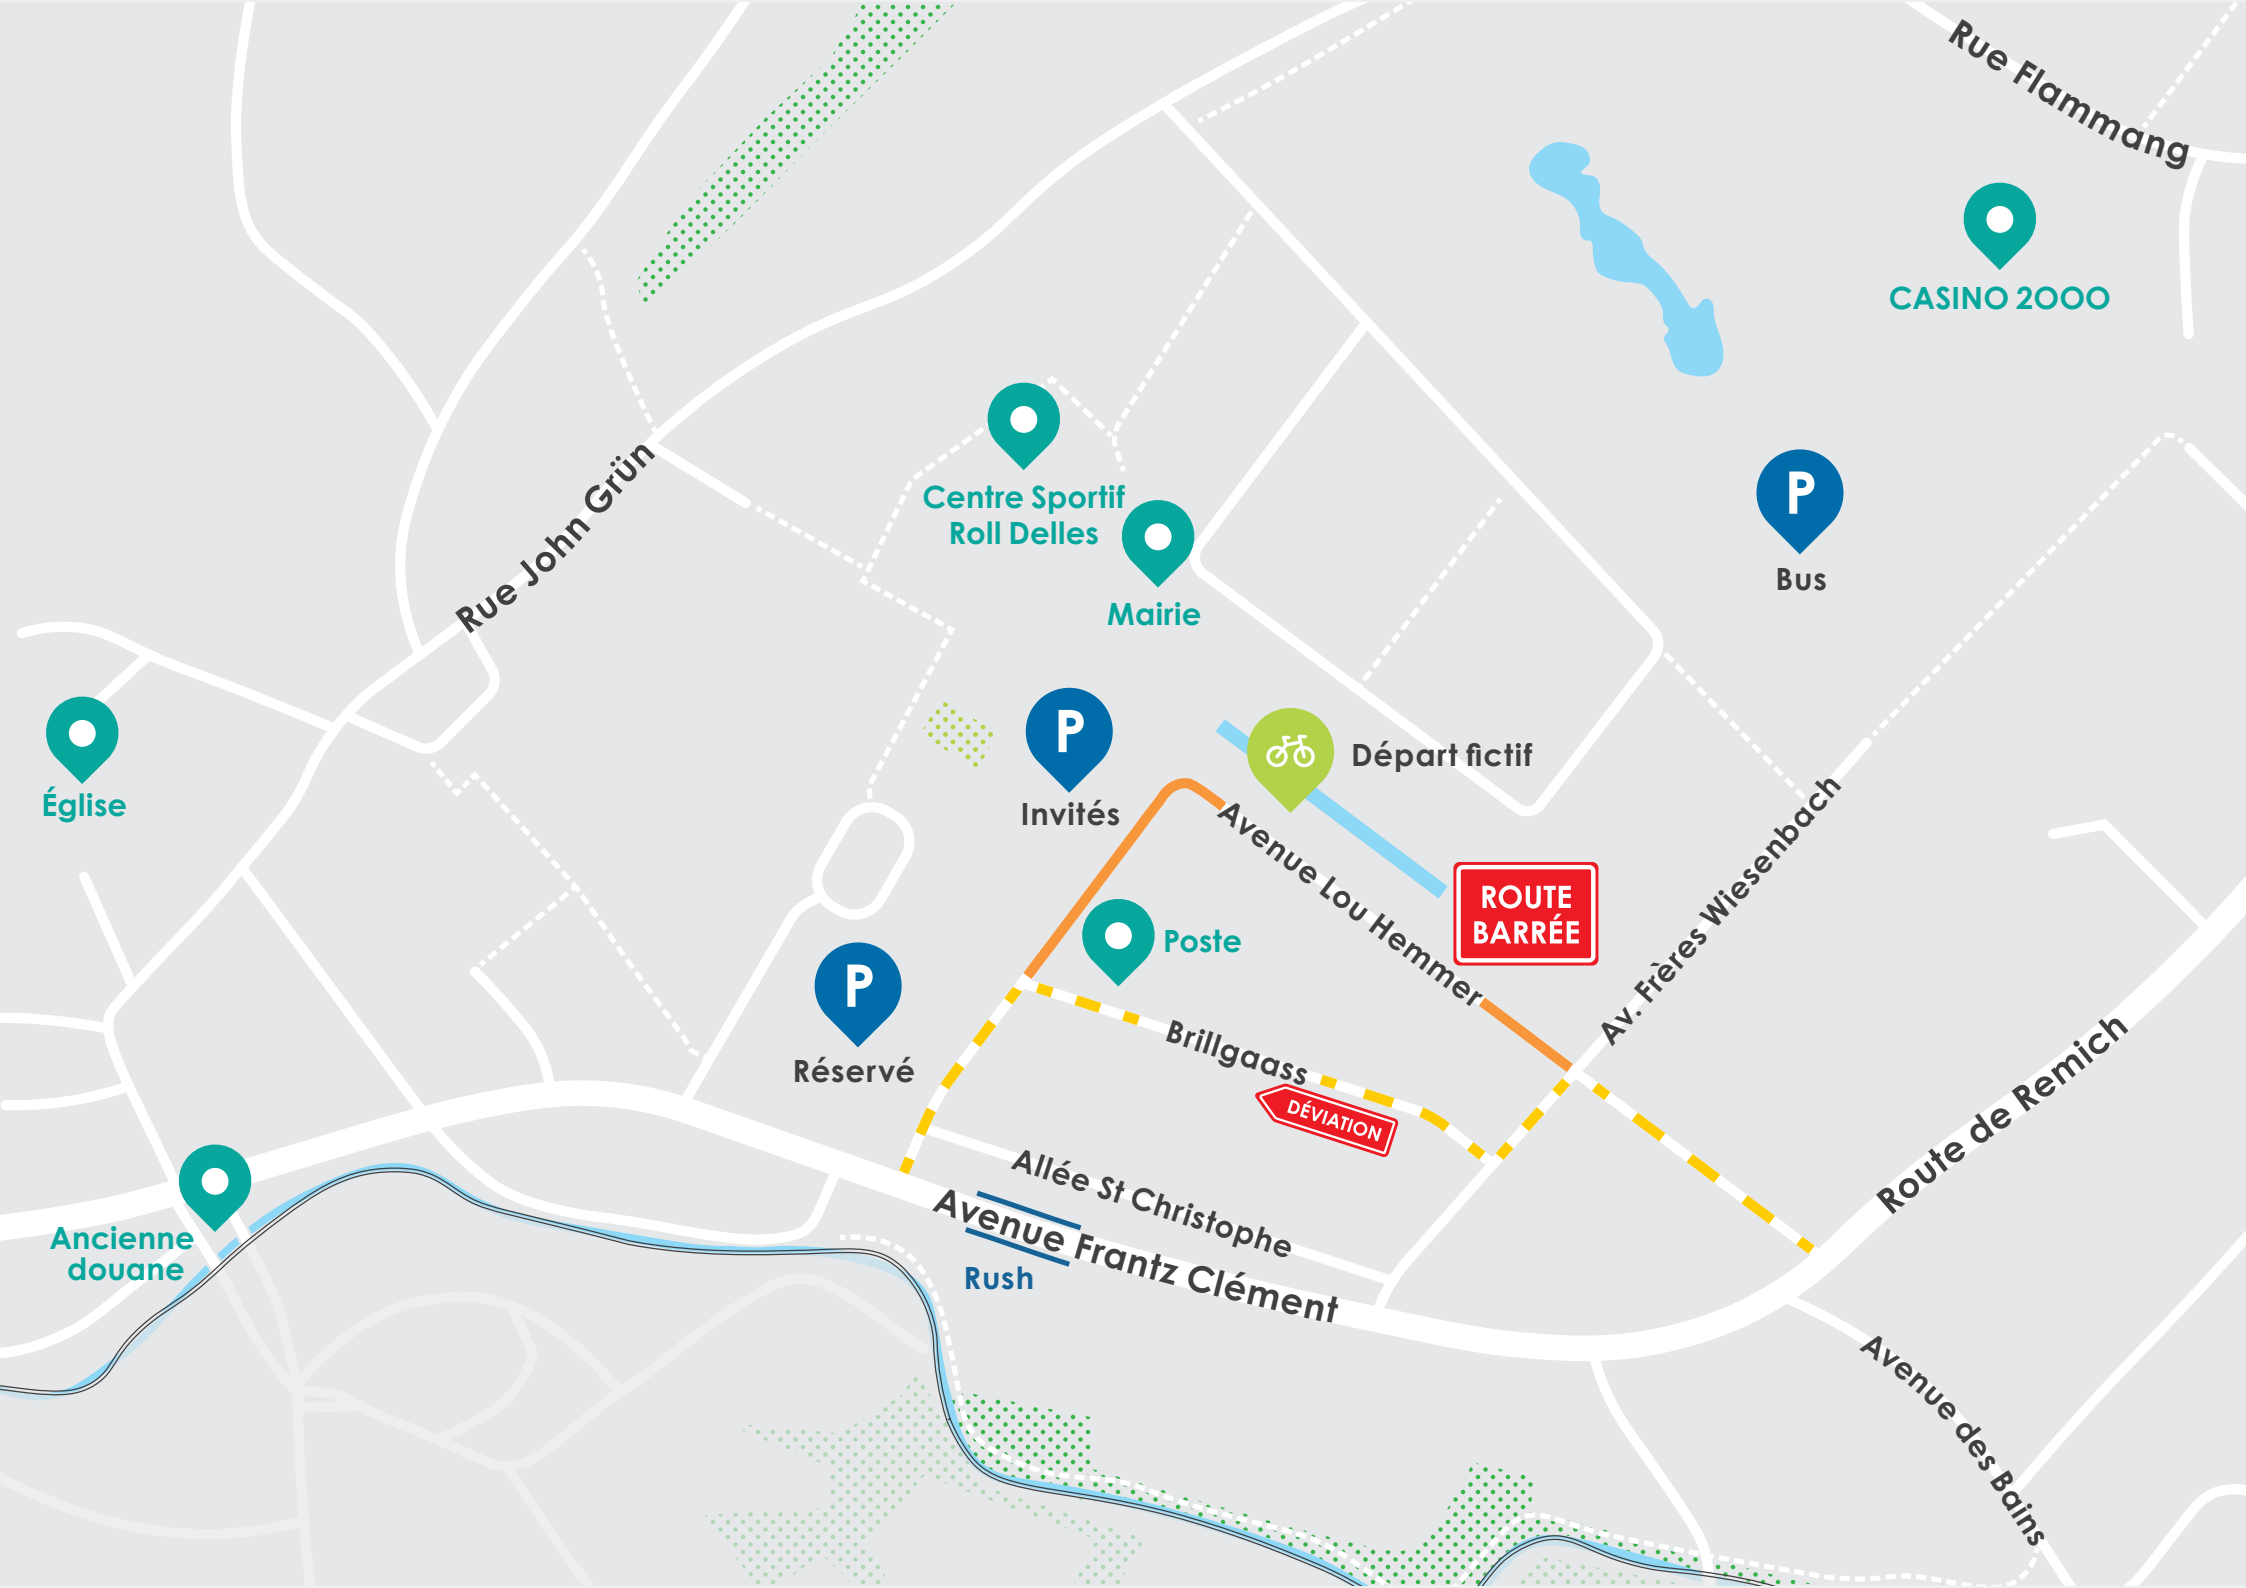 Rue Flammang
CASINO 2000
Rue John Grün
Centre Sportif
Roll Delles
P
Bus
Mairie
P
Invités
Départ fictif
Église
Avenue Lou Hemmer
Av. Frères Wiesenbach
ROUTE
BARRÉE
Poste
P
Réservé
Brillgaass
DÉVIATION
Route de Remich
Allée St Christophe
Avenue Frantz Clément
Rush
Ancienne
douane
Avenue des Bains